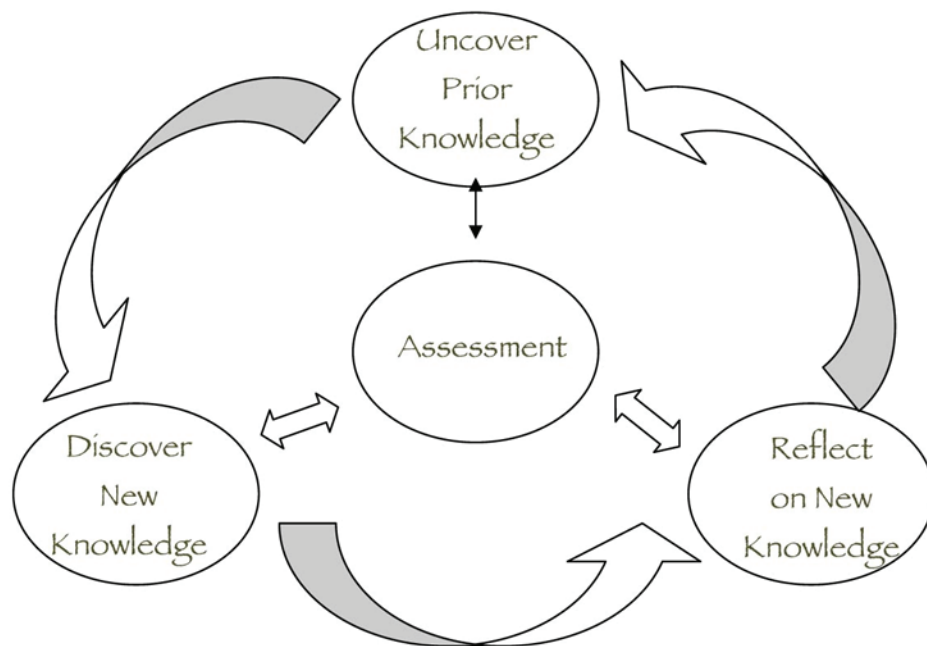 Uncover
Prior
Knowledge
Assessment
Discover
New
Knowledge
Reflect
on New
Knowledge